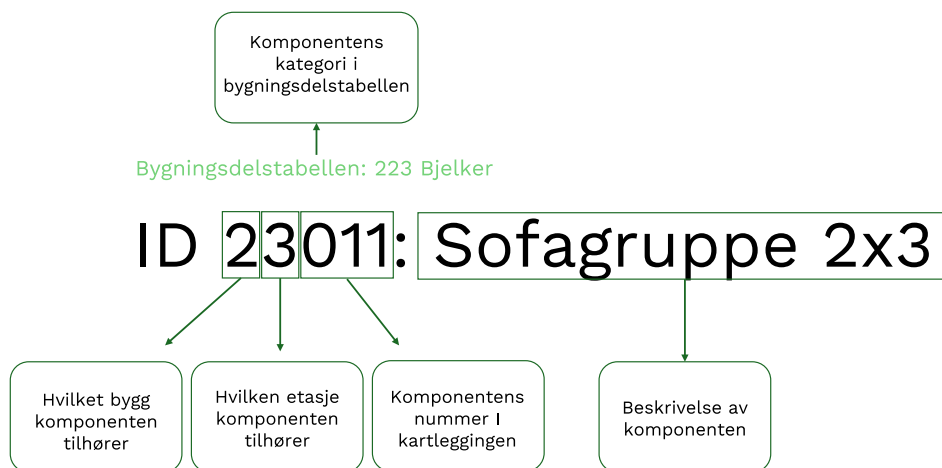 Komponentens
kategori i
bygningsdelstabellen
Bygningsdelstabellen: 223 Bjelker
ID 23011: Sofagruppe 2x3
Hvilket bygg
komponenten
tilhører
Hvilken etasje
komponenten
tilhører
Komponentens
nummer I
kartleggingen
Beskrivelse av
komponenten